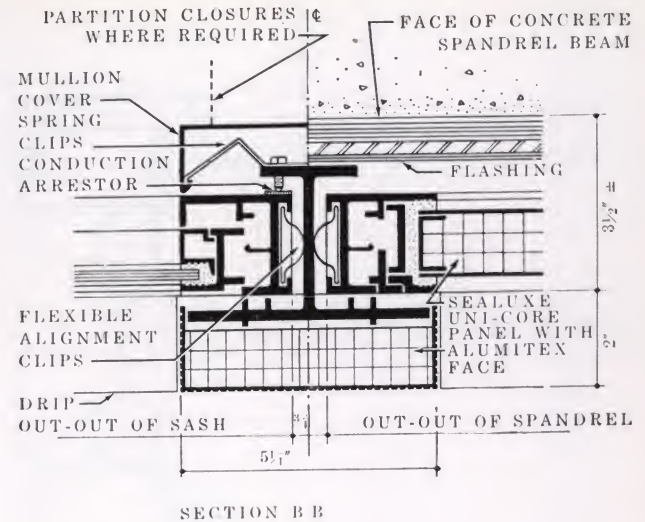 PARTITION CLOSURES
WHERE REQUIRED
℄
FACE OF CONCRETE
SPANDREL BEAM
MULLION
COVER
SPRING
CLIPS
CONDUCTION
ARRESTOR
FLASHING
3½" ±
FLEXIBLE
ALIGNMENT
CLIPS
SEALUXE
UNI-CORE
PANEL WITH
ALUMITEX
FACE
2"
DRIP
OUT-OUT OF SASH
OUT-OUT OF SPANDREL
SECTION B B